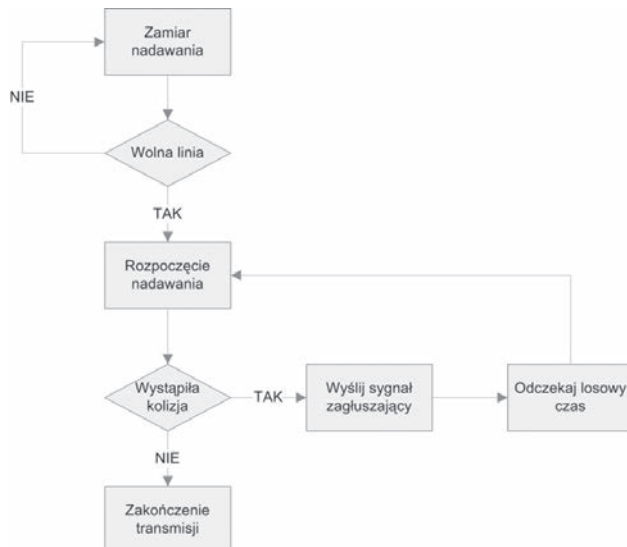 Zamiar
nadawania
NIE
Wolna linia
TAK
Rozpoczęcie
nadawania
Wystąpiła
kolizja
TAK
Wyślij sygnał
zagłuszający
Odczekaj losowy
czas
NIE
Zakończenie
transmisji